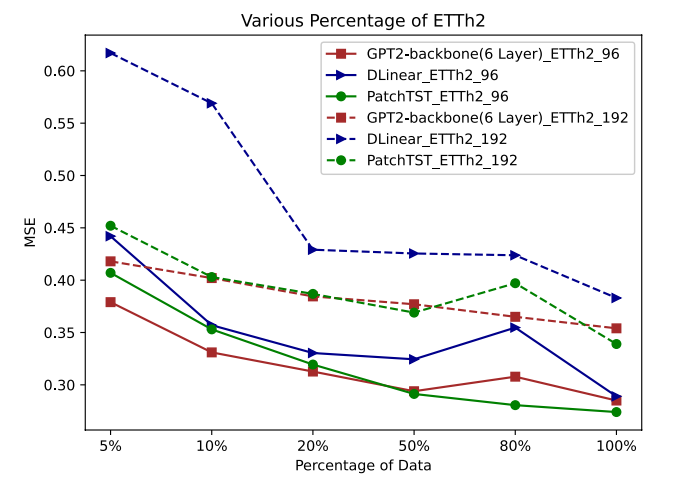 Various Percentage of ETTh2
GPT2-backbone(6 Layer)_ETTh2_96
DLinear_ETTh2_96
PatchTST_ETTh2_96
GPT2-backbone(6 Layer)_ETTh2_192
DLinear_ETTh2_192
PatchTST_ETTh2_192
MSE
0.60
0.55
0.50
0.45
0.40
0.35
0.30
5% 10% 20% 50% 80% 100%
Percentage of Data